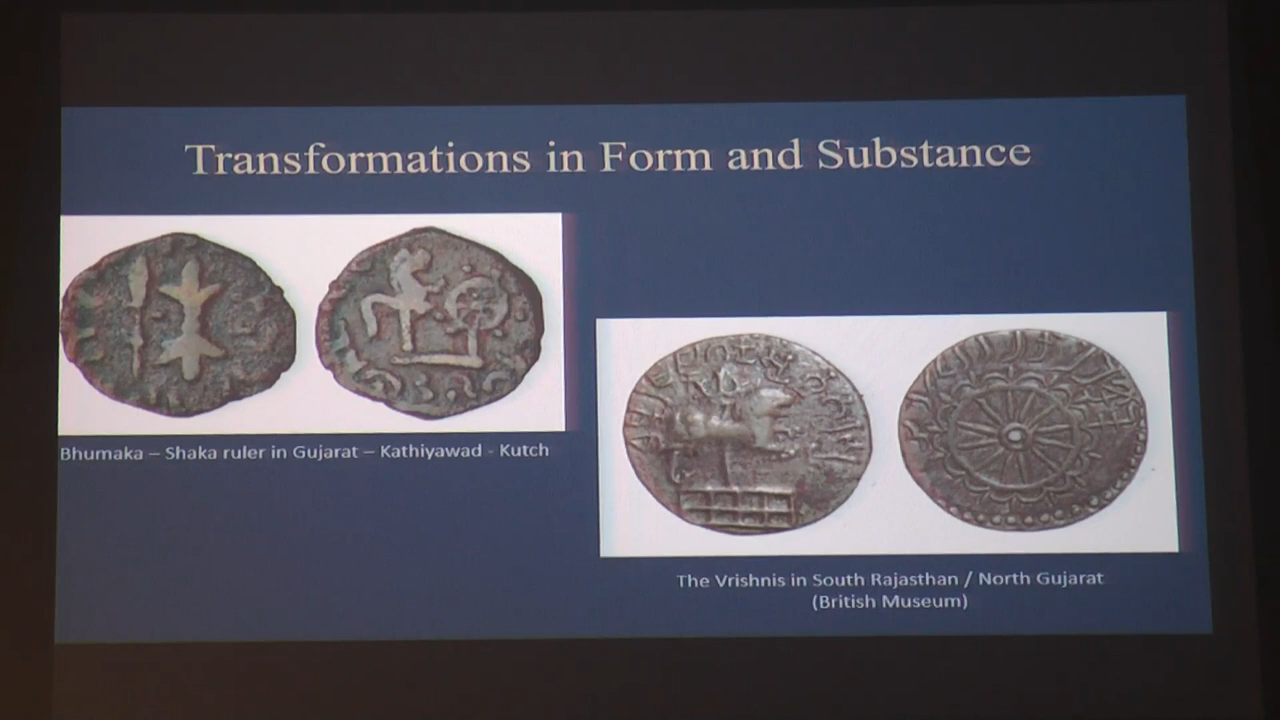 Transformations in Form and Substance
Bhumaka – Shaka ruler in Gujarat – Kathiyawad - Kutch
The Vrishnis in South Rajasthan / North Gujarat
(British Museum)